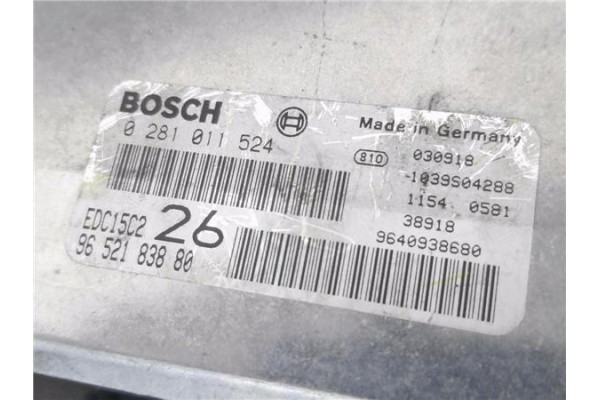 BOSCH
0 281 011 524
EDC15C2 26
96 521 838 80
Made in Germany
810 030918
-1039S04288
1154 0581
38918
9640938680